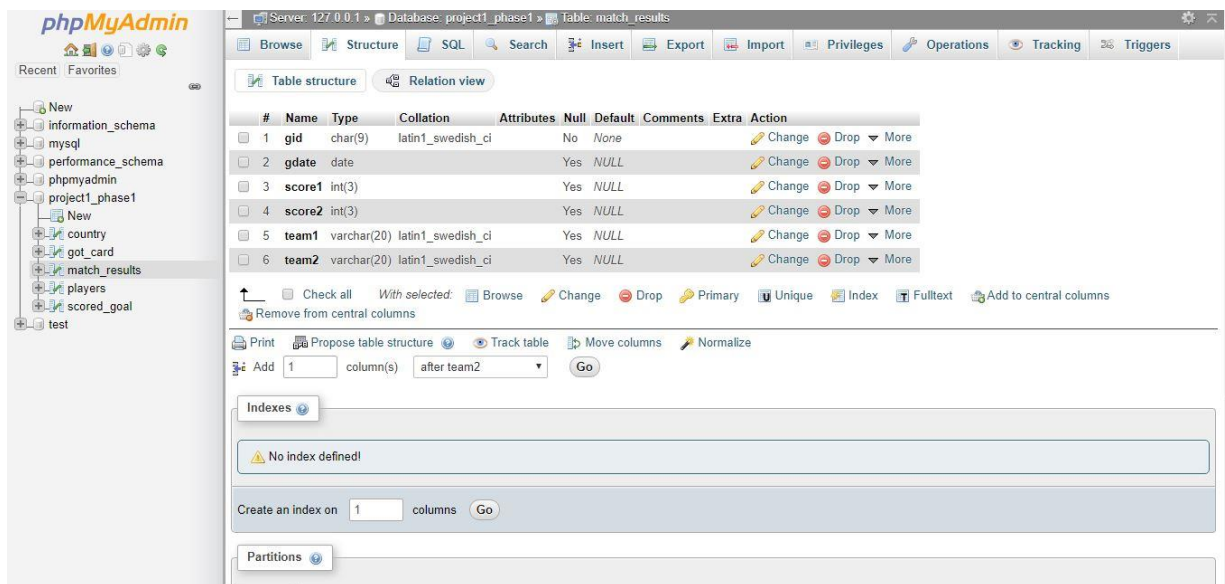 phpMyAdmin
Recent Favorites
New
information_schema
mysql
performance_schema
phpmyadmin
project1_phase1
New
country
got_card
match_results
players
scored_goal
test
Server: 127.0.0.1 » Database: project1_phase1 » Table: match_results
Browse Structure SQL Search Insert Export Import Privileges Operations Tracking Triggers
Table structure Relation view
# Name Type Collation Attributes Null Default Comments Extra Action
1 gid char(9) latin1_swedish_ci No None Change Drop More
2 gdate date Yes NULL Change Drop More
3 score1 int(3) Yes NULL Change Drop More
4 score2 int(3) Yes NULL Change Drop More
5 team1 varchar(20) latin1_swedish_ci Yes NULL Change Drop More
6 team2 varchar(20) latin1_swedish_ci Yes NULL Change Drop More
Check all With selected: Browse Change Drop Primary Unique Index Fulltext Add to central columns
Remove from central columns
Print Propose table structure Track table Move columns Normalize
Add 1 column(s) after team2 Go
Indexes
No index defined!
Create an index on 1 columns Go
Partitions